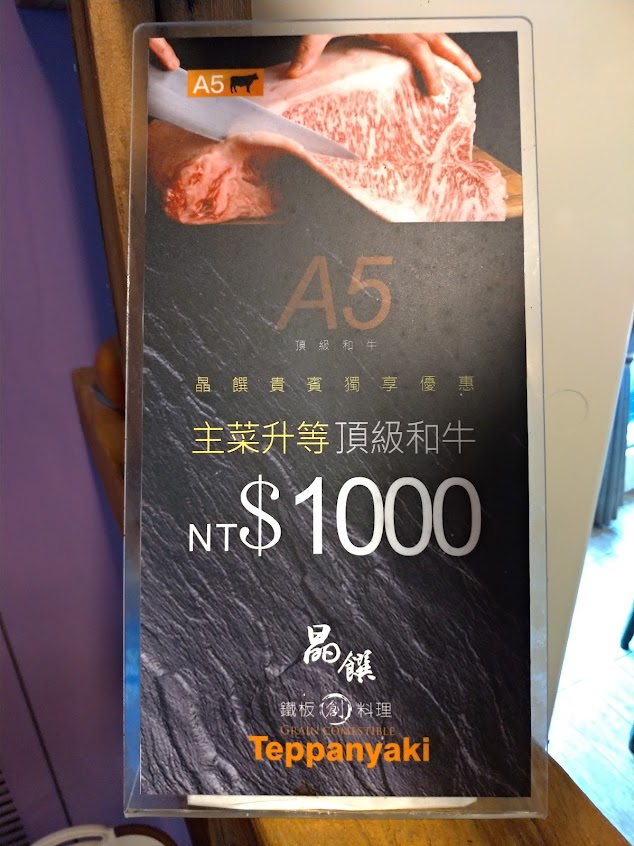 A5
A5
頂級和牛
晶饌貴賓獨享優惠
主菜升等頂級和牛
NT$1000
晶饌
鐵板創料理
GRAIN COMESTIBLE
Teppanyaki